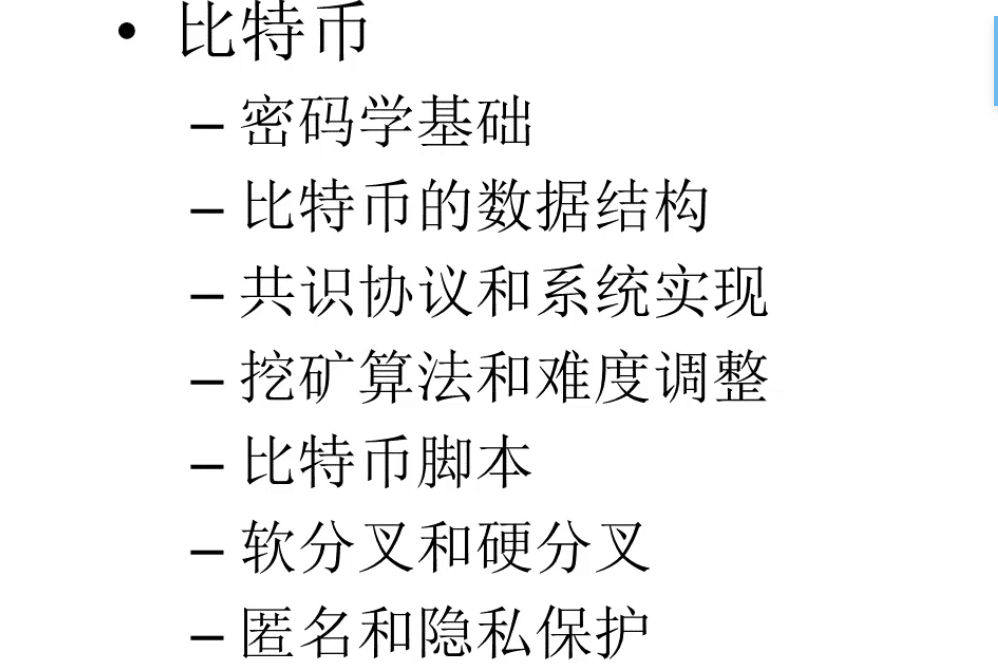 • 比特币
– 密码学基础
– 比特币的数据结构
– 共识协议和系统实现
– 挖矿算法和难度调整
– 比特币脚本
– 软分叉和硬分叉
– 匿名和隐私保护